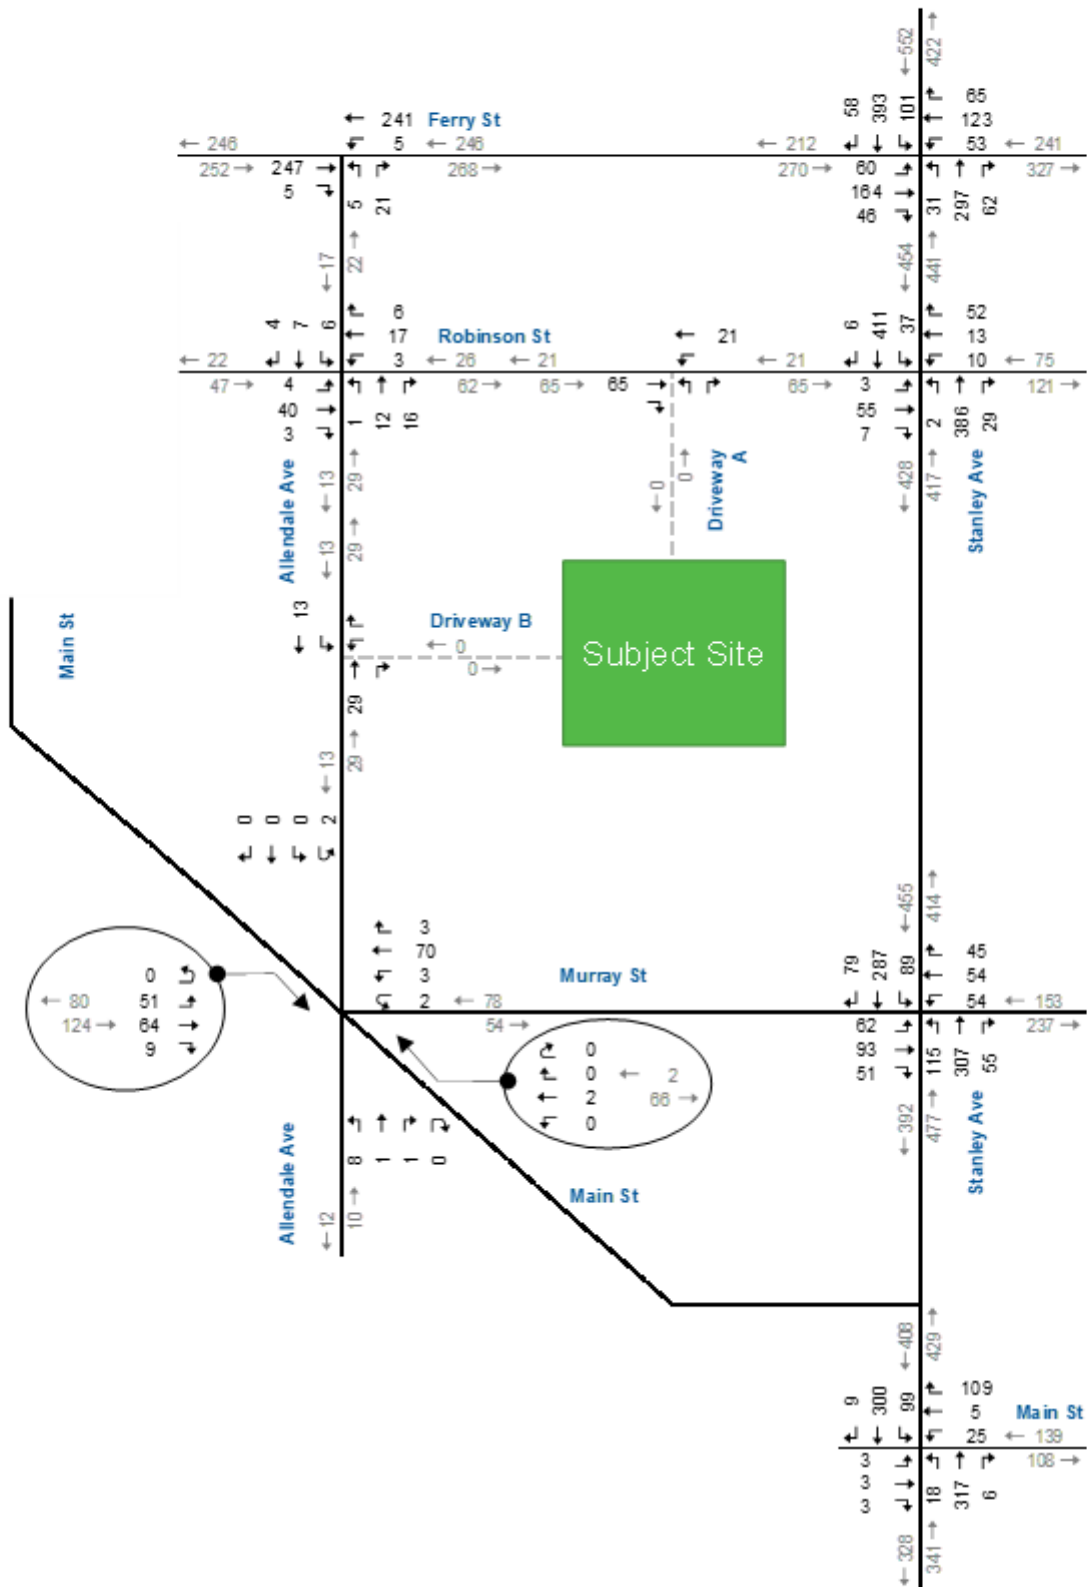 ←552
422→
58 393 101
65
← 241 Ferry St
123
← 246
5 ← 246
← 212
53 ← 241
252 → 247
268 →
270 → 60
327 →
5
164
5 21
46
31 297 62
←17
22→
←454
441→
4 7 6
6
6 411 37
52
17 Robinson St
← 21
13
← 22
3 ← 26 ← 21
← 21
10 ← 75
47 → 4
62 → 65 → 65
65 → 3
121 →
40
55
3
7
1 12 16
2 386 29
Allendale Ave
←13
29→
←0
0→
Driveway A
←428
417→
Stanley Ave
←13
29→
13
Main St
Driveway B
← 0
0 →
Subject Site
29
←13
29→
0 0 0 2
←455
414→
3
70
3
2 ← 78
54 →
Murray St
79 287 89
45
54
54 ← 153
0
← 80 51
124 → 64
9
62
93
51
237 →
115 307 55
0
0 ← 2
2 66 →
0
←392
477→
Stanley Ave
Allendale Ave
8 1 1 0
←12
10→
Main St
←408
429→
9 300 99
109
5 Main St
25 ← 139
3
108 →
3
3
18 317 6
←328
341→